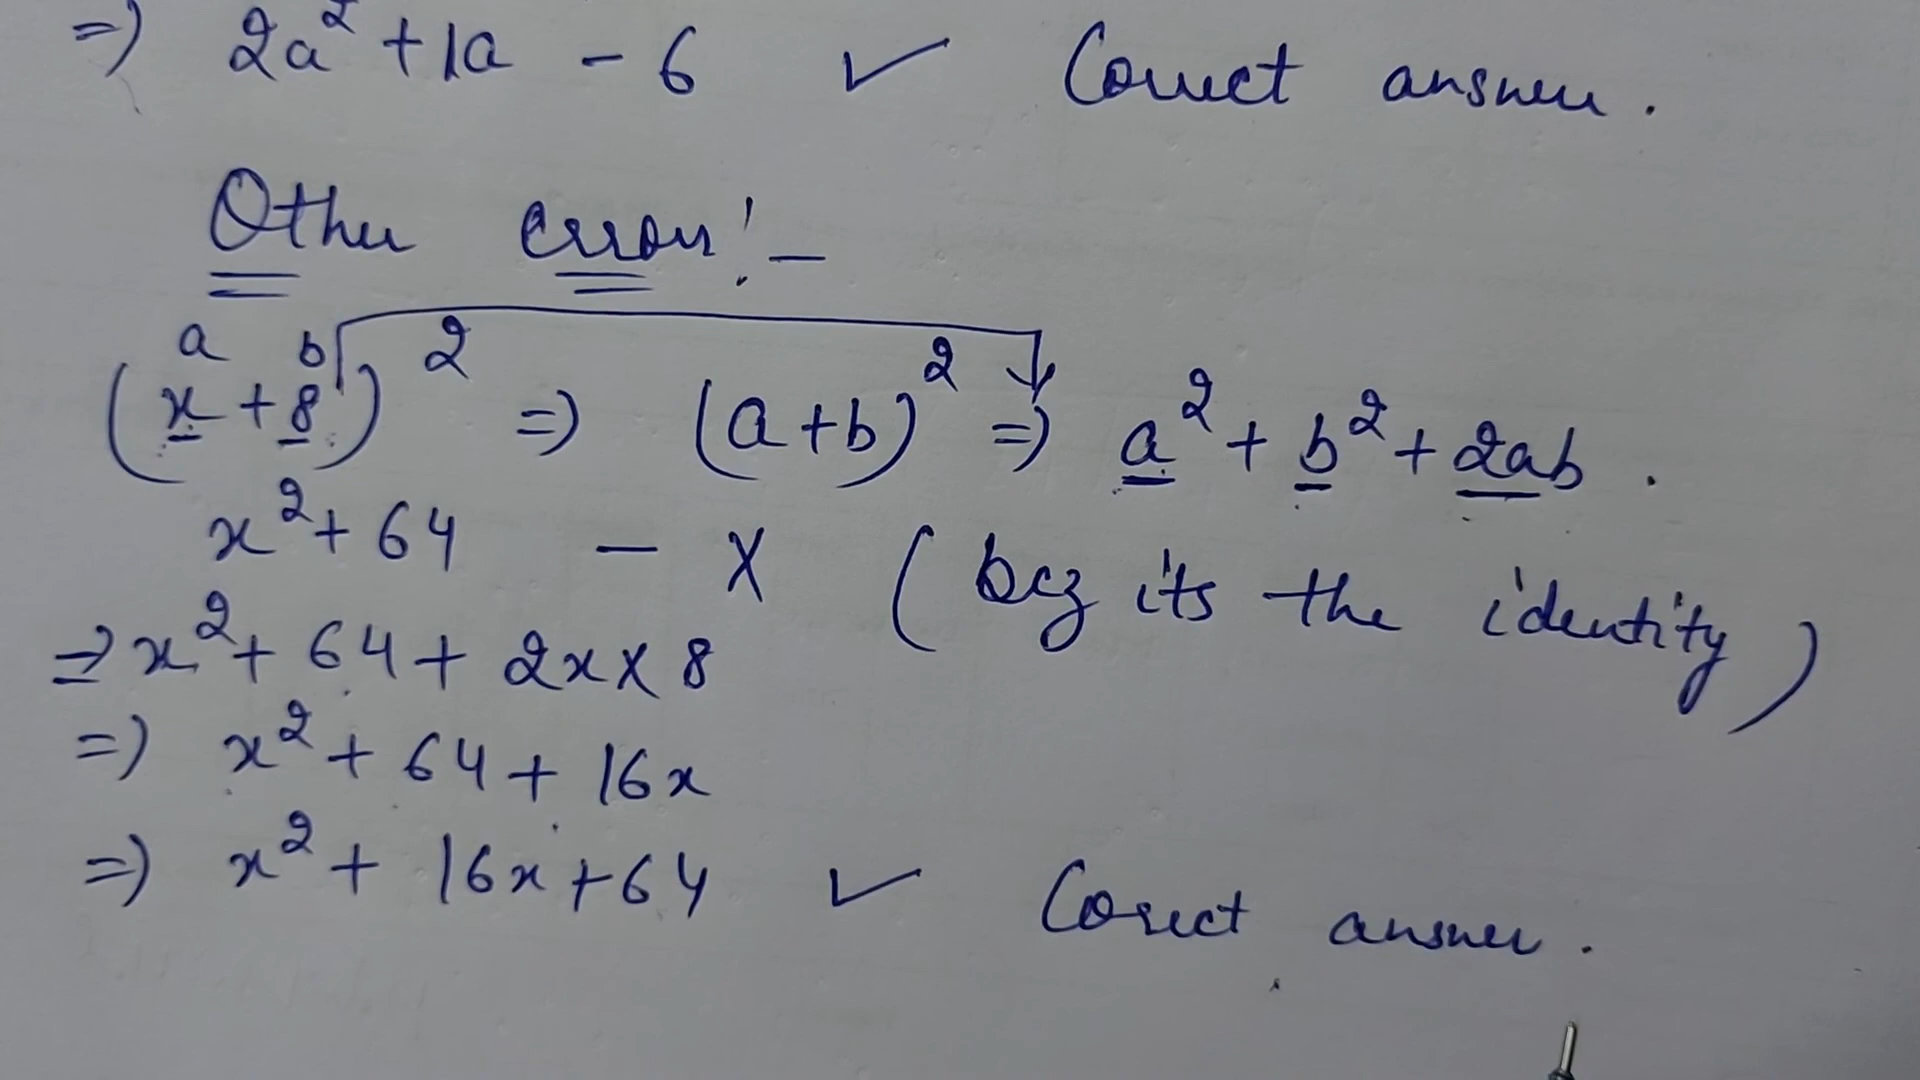 => 2a² + 1a - 6 ✓ Correct answer.
Other error:-
a b
(x+8)² => (a+b)² => a² + b² + 2ab.
x² + 64 - X (bcz its the identity)
=> x² + 64 + 2x × 8
=> x² + 64 + 16x
=> x² + 16x + 64 ✓ Correct answer.